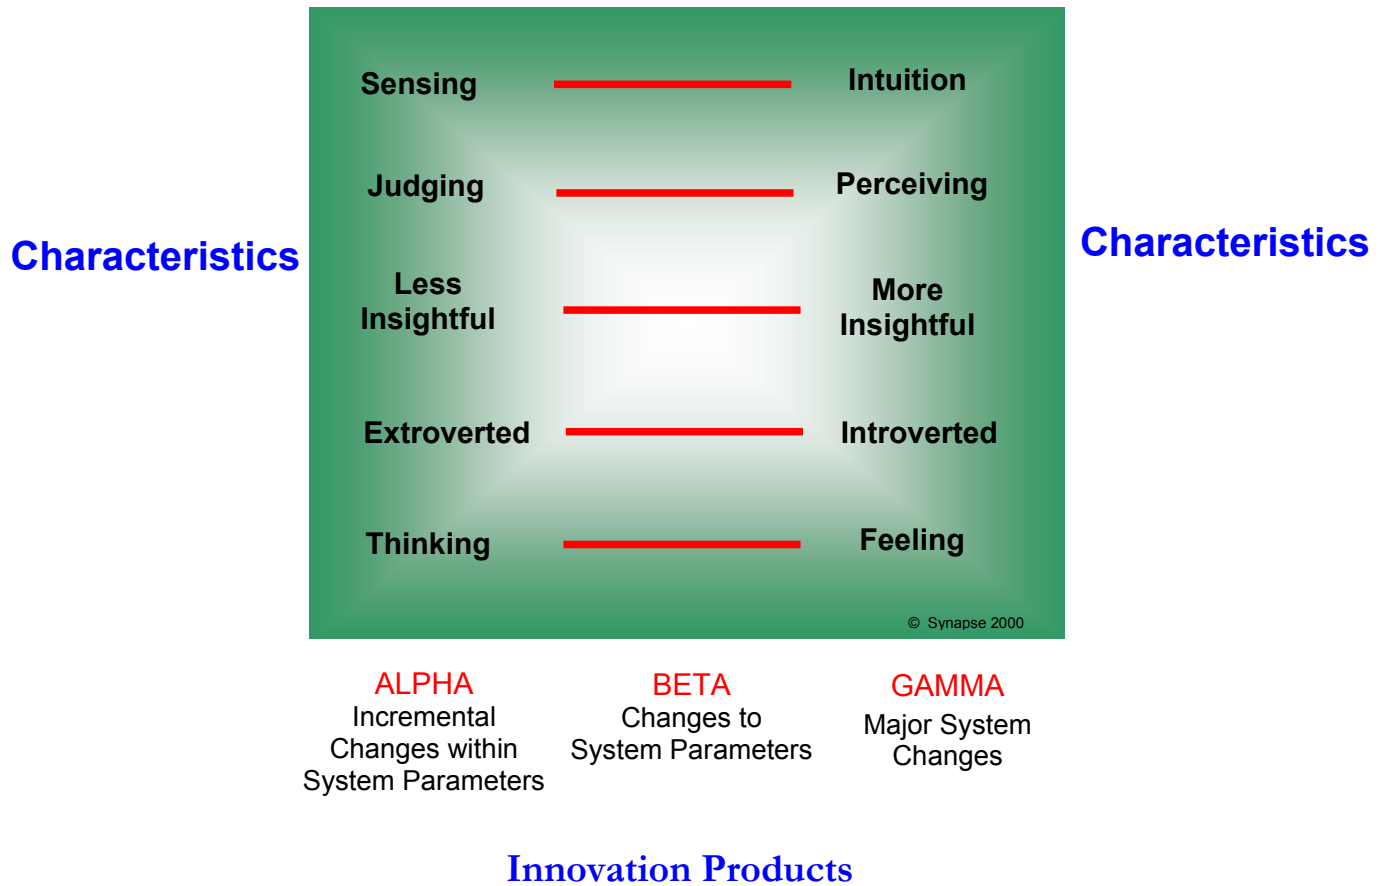 Sensing
Intuition
Judging
Perceiving
Characteristics
Characteristics
Less
Insightful
More
Insightful
Extroverted
Introverted
Thinking
Feeling
© Synapse 2000
ALPHA
Incremental
Changes within
System Parameters
BETA
Changes to
System Parameters
GAMMA
Major System
Changes
Innovation Products